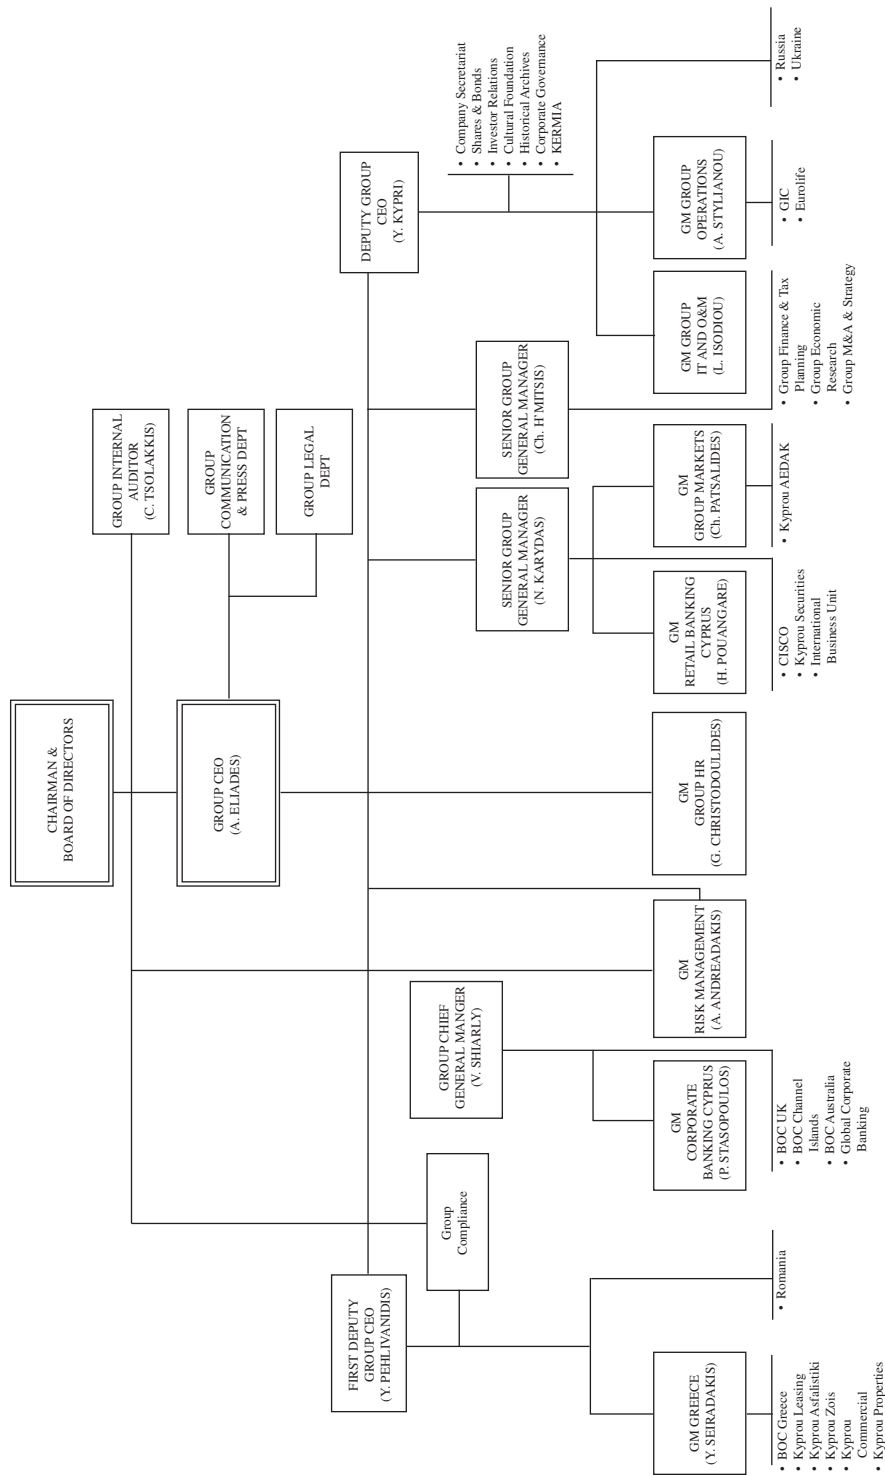 CHAIRMAN &
BOARD OF DIRECTORS
GROUP INTERNAL
AUDITOR
(C. TSOLAKKIS)
GROUP CEO
(A. ELIADES)
GROUP
COMMUNICATION
& PRESS DEPT
GROUP LEGAL
DEPT
FIRST DEPUTY
GROUP CEO
(Y. PEHLIVANIDIS)
DEPUTY GROUP
CEO
(Y. KYPRI)
Group
Compliance
GROUP CHIEF
GENERAL MANGER
(V. SHIARLY)
SENIOR GROUP
GENERAL MANAGER
(N. KARYDAS)
SENIOR GROUP
GENERAL MANAGER
(Ch. H'MITSIS)
• Company Secretariat
• Shares & Bonds
• Investor Relations
• Cultural Foundation
• Historical Archives
• Corporate Governance
• KERMIA
GM GREECE
(Y. SEIRADAKIS)
GM
CORPORATE
BANKING CYPRUS
(P. STASOPOULOS)
GM
RISK MANAGEMENT
(A. ANDREADAKIS)
GM
GROUP HR
(G. CHRISTODOULIDES)
GM
RETAIL BANKING
CYPRUS
(H. POUANGARE)
GM
GROUP MARKETS
(Ch. PATSALIDES)
GM GROUP
IT AND O&M
(L. ISODIOU)
GM GROUP
OPERATIONS
(A. STYLIANOU)
• BOC Greece
• Kyprou Leasing
• Kyprou Asfalistiki
• Kyprou Zois
• Kyprou
Commercial
• Kyprou Properties
• Romania
• BOC UK
• BOC Channel
Islands
• BOC Australia
• Global Corporate
Banking
• CISCO
• Kyprou Securities
• International
Business Unit
• Kyprou AEDAK
• Group Finance & Tax
Planning
• Group Economic
Research
• Group M&A & Strategy
• GIC
• Eurolife
• Russia
• Ukraine